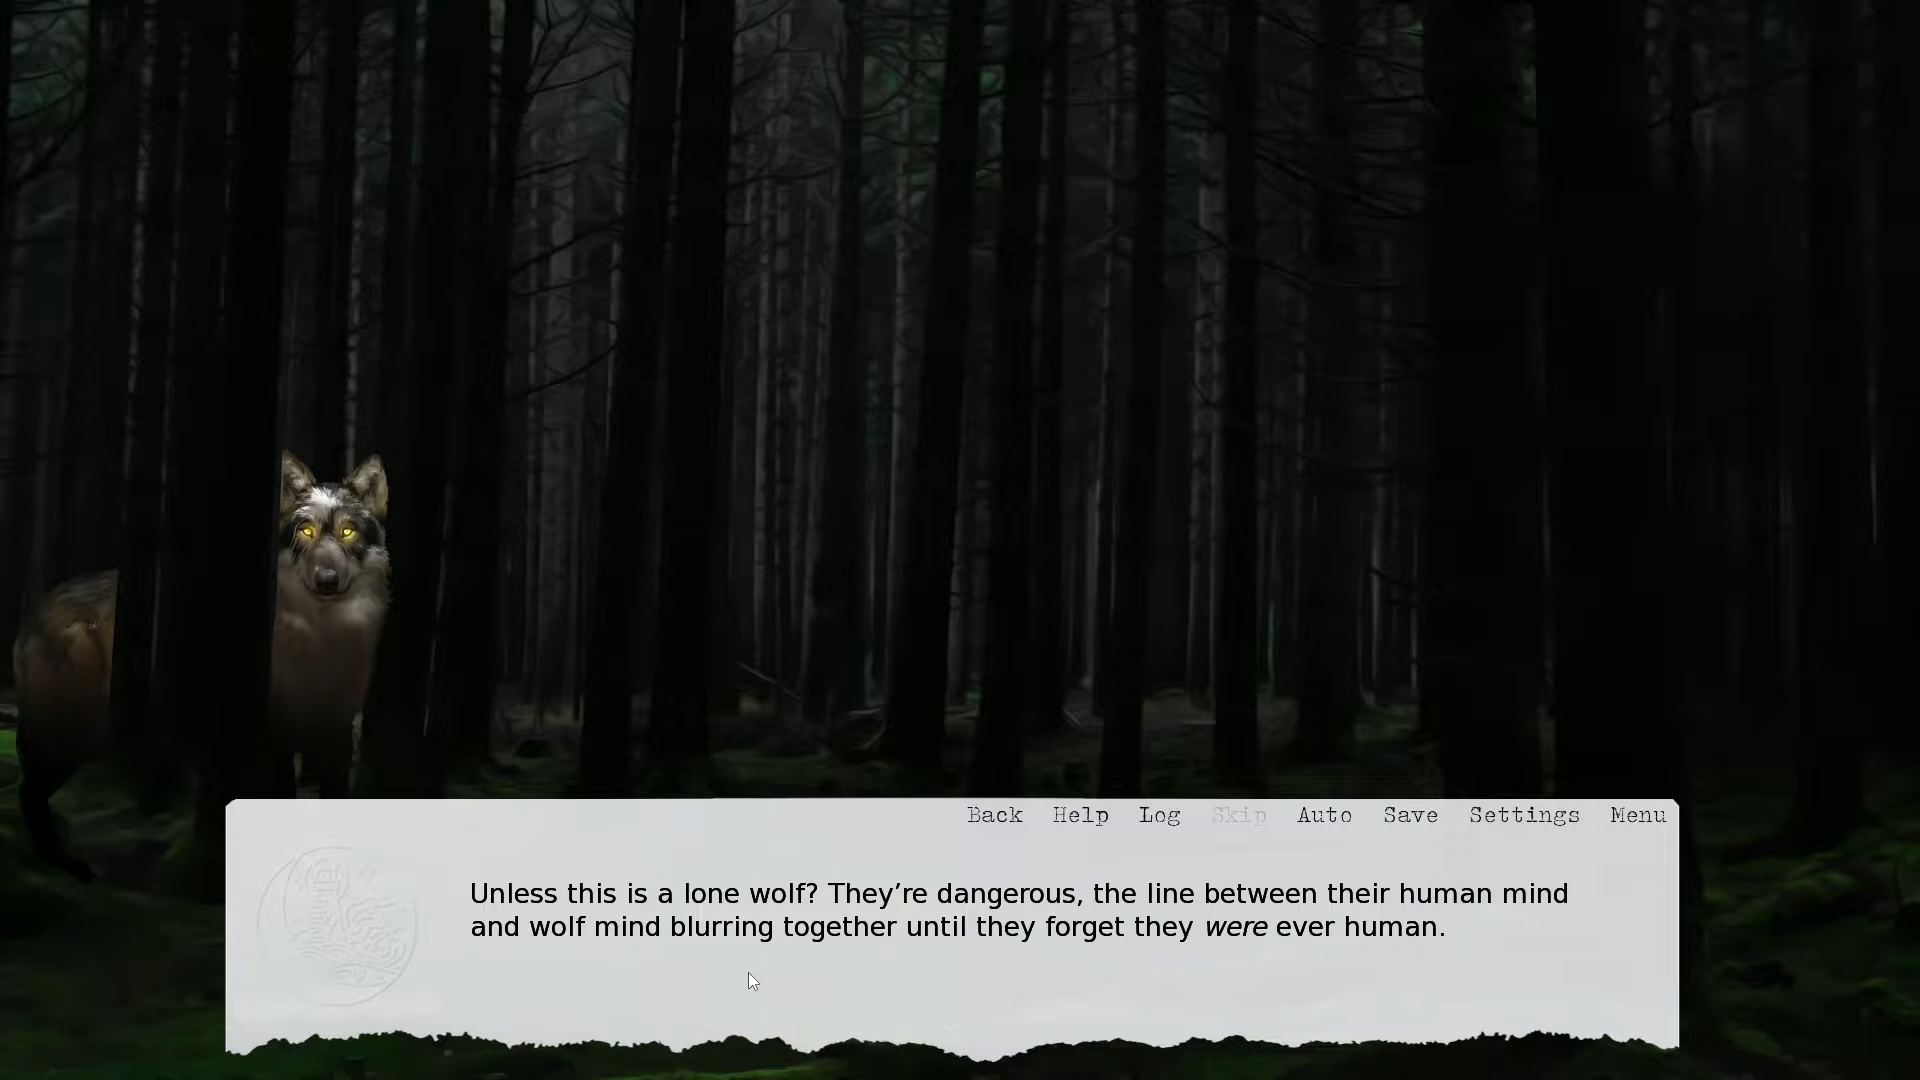 Back Help Log Skip Auto Save Settings Menu
Unless this is a lone wolf? They’re dangerous, the line between their human mind
and wolf mind blurring together until they forget they were ever human.